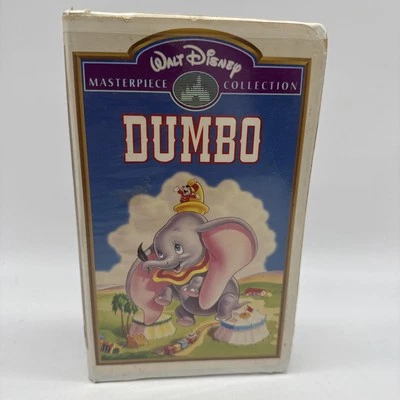 WALT DISNEY
MASTERPIECE COLLECTION
DUMBO